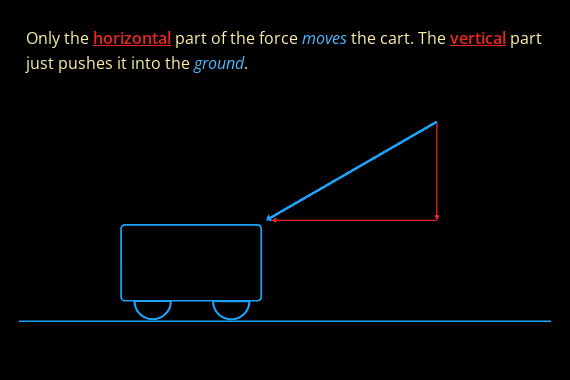 Only the horizontal part of the force moves the cart. The vertical part
just pushes it into the ground.